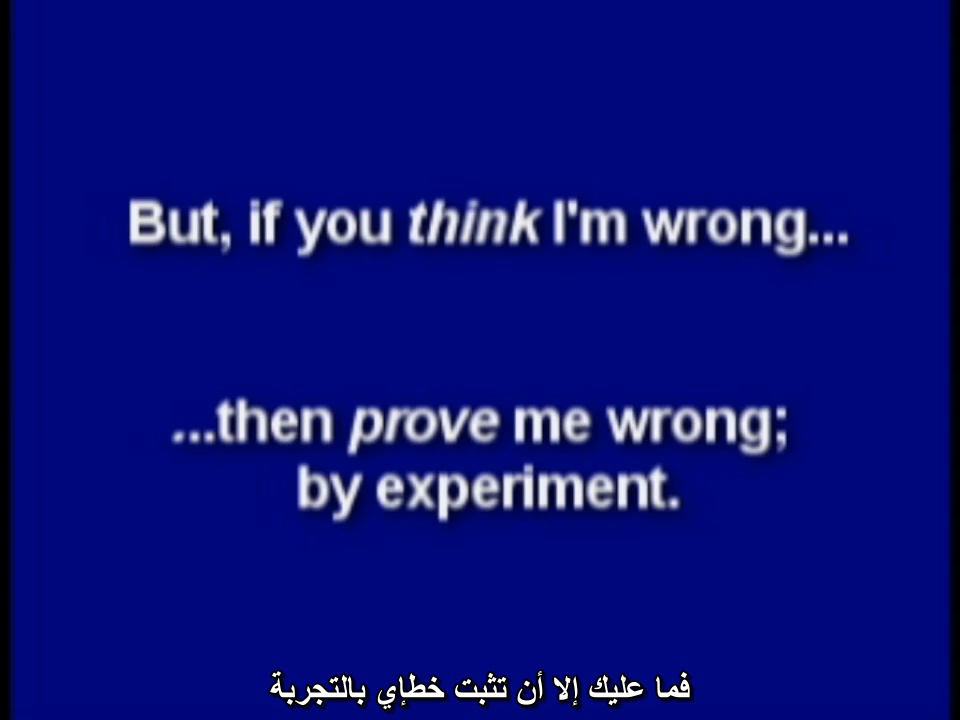 But, if you think I'm wrong...
...then prove me wrong;
by experiment.
فما عليك إلا أن تثبت خطإي بالتجربة